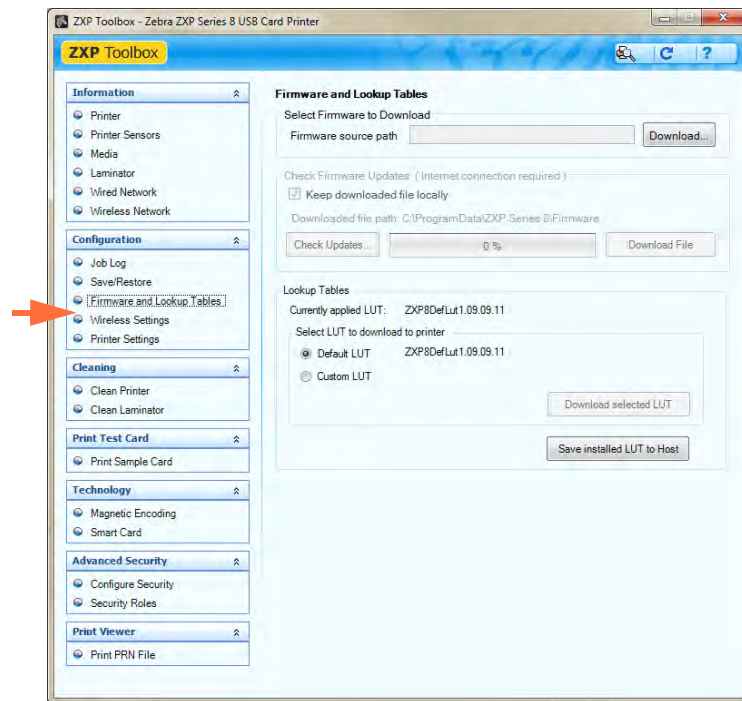 ZXP Toolbox - Zebra ZXP Series 8 USB Card Printer
ZXP Toolbox
?
Information
Printer
Printer Sensors
Media
Laminator
Wired Network
Wireless Network
Configuration
Job Log
Save/Restore
Firmware and Lookup Tables
Wireless Settings
Printer Settings
Cleaning
Clean Printer
Clean Laminator
Print Test Card
Print Sample Card
Technology
Magnetic Encoding
Smart Card
Advanced Security
Configure Security
Security Roles
Print Viewer
Print PRN File
Firmware and Lookup Tables
Select Firmware to Download
Firmware source path Download...
Check Firmware Updates ( Internet connection required )
Keep downloaded file locally
Downloaded file path: C:\ProgramData\ZXP Series 8\Firmware
Check Updates... 0 % Download File
Lookup Tables
Currently applied LUT: ZXP8DefLut1.09.09.11
Select LUT to download to printer
Default LUT ZXP8DefLut1.09.09.11
Custom LUT
Download selected LUT
Save installed LUT to Host